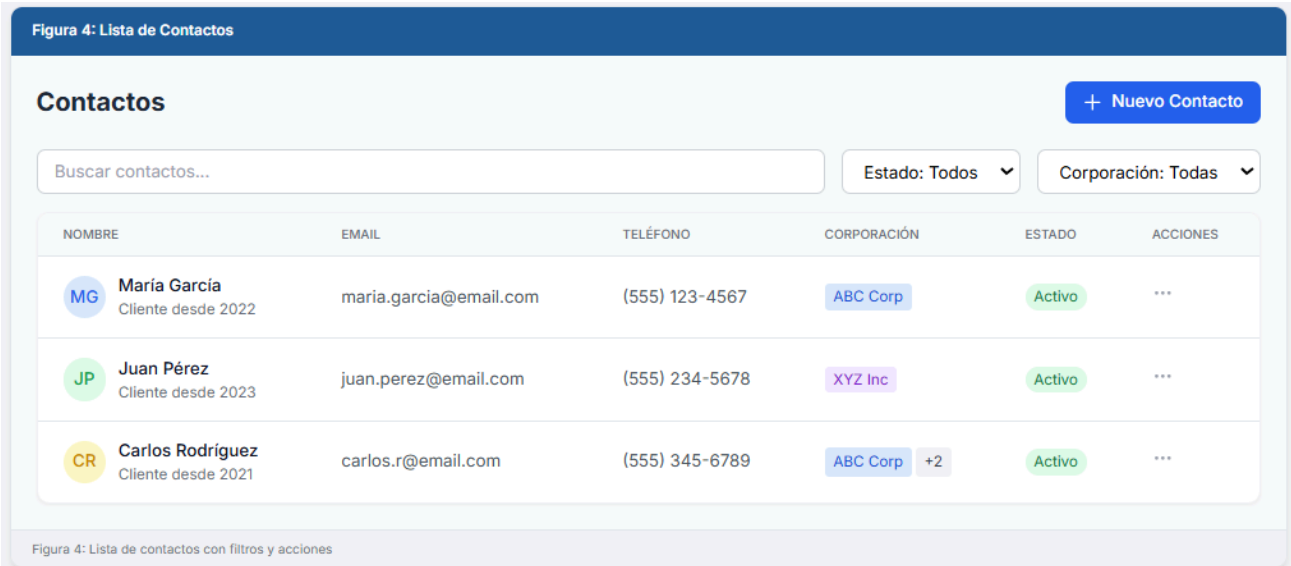 Figura 4: Lista de Contactos
Contactos
+ Nuevo Contacto
Buscar contactos...
Estado: Todos
Corporación: Todas
NOMBRE EMAIL TELÉFONO CORPORACIÓN ESTADO ACCIONES
MG María García maria.garcia@email.com (555) 123-4567 ABC Corp Activo ...
Cliente desde 2022
JP Juan Pérez juan.perez@email.com (555) 234-5678 XYZ Inc Activo ...
Cliente desde 2023
CR Carlos Rodríguez carlos.r@email.com (555) 345-6789 ABC Corp +2 Activo ...
Cliente desde 2021
Figura 4: Lista de contactos con filtros y acciones